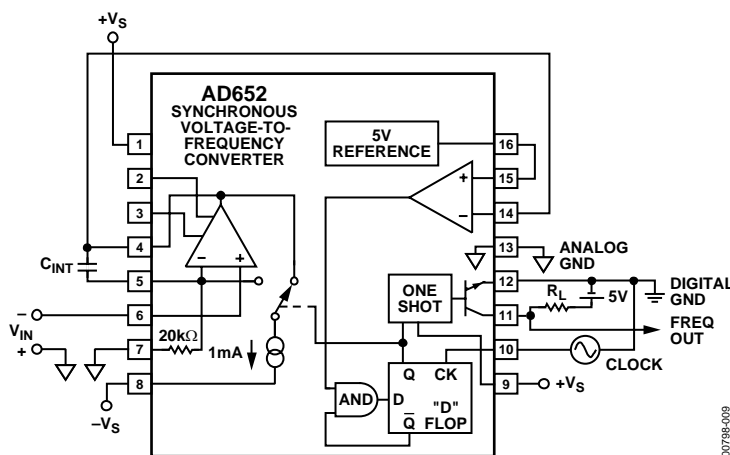 +VS
AD652
SYNCHRONOUS
VOLTAGE-TO-
FREQUENCY
CONVERTER
5V
REFERENCE
1
2
3
4
5
6
7
8
16
15
14
13
12
11
10
9
+
–
–
+
CINT
–
VIN
+
20kΩ
1mA
–VS
ONE
SHOT
AND
D
Q
CK
"D"
FLOP
Q
ANALOG
GND
RL
5V
DIGITAL
GND
FREQ
OUT
CLOCK
+VS
00798-009